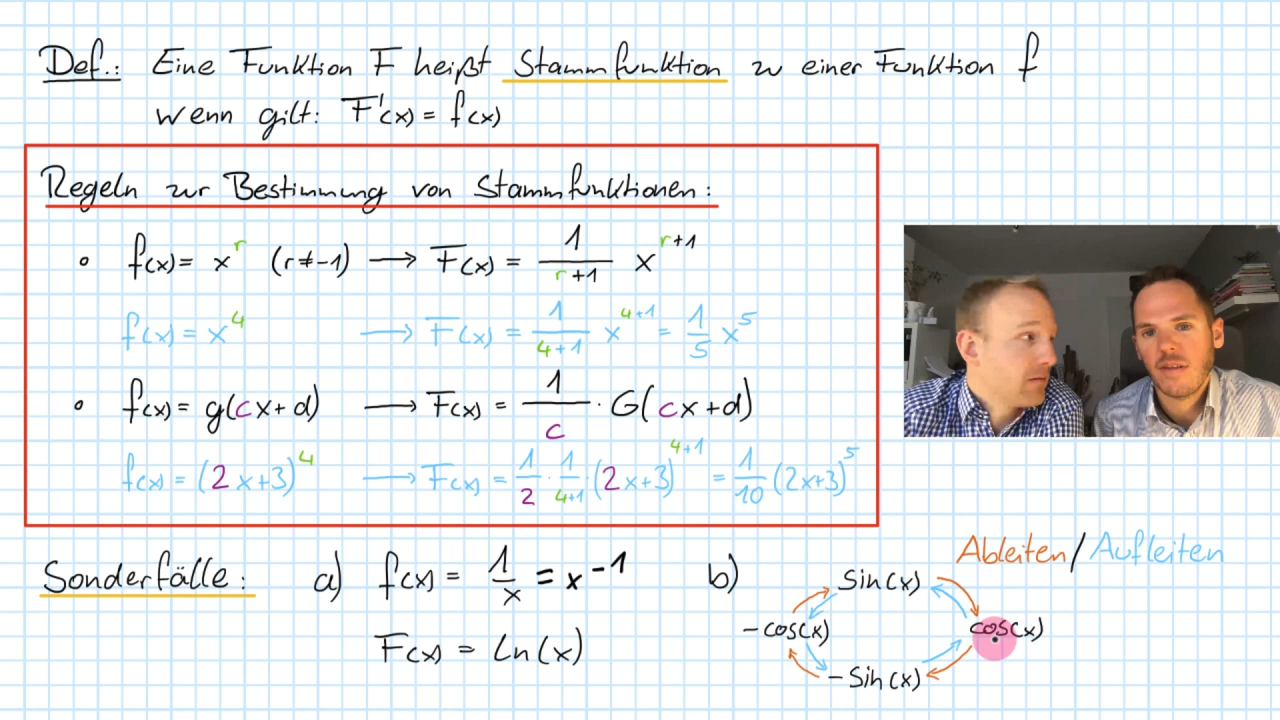 Def.: Eine Funktion F heißt Stammfunktion zu einer Funktion f
wenn gilt: F'(x) = f(x)
Regeln zur Bestimmung von Stammfunktionen:
∘ f(x) = x^r (r ≠ -1) → F(x) = 1/(r+1) x^(r+1)
f(x) = x^4 → F(x) = 1/(4+1) x^(4+1) = 1/5 x^5
∘ f(x) = g(cx+d) → F(x) = 1/c · G(cx+d)
f(x) = (2x+3)^4 → F(x) = 1/2 · 1/(4+1) · (2x+3)^(4+1) = 1/10 (2x+3)^5
Sonderfälle: a) f(x) = 1/x = x^-1
F(x) = ln(x)
b) Ableiten/Aufleiten
sin(x)
-cos(x) cos(x)
-sin(x)